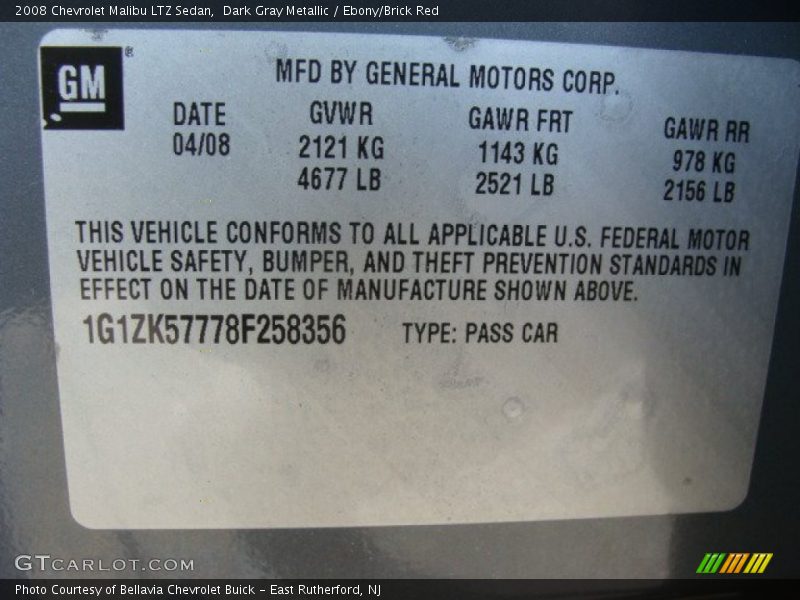 2008 Chevrolet Malibu LTZ Sedan,  Dark Gray Metallic / Ebony/Brick Red
GM®
MFD BY GENERAL MOTORS CORP.
DATE GVWR GAWR FRT GAWR RR
04/08 2121 KG 1143 KG 978 KG
4677 LB 2521 LB 2156 LB
THIS VEHICLE CONFORMS TO ALL APPLICABLE U.S. FEDERAL MOTOR
VEHICLE SAFETY, BUMPER, AND THEFT PREVENTION STANDARDS IN
EFFECT ON THE DATE OF MANUFACTURE SHOWN ABOVE.
1G1ZK57778F258356 TYPE: PASS CAR
GTCARLOT.COM
Photo Courtesy of Bellavia Chevrolet Buick – East Rutherford, NJ